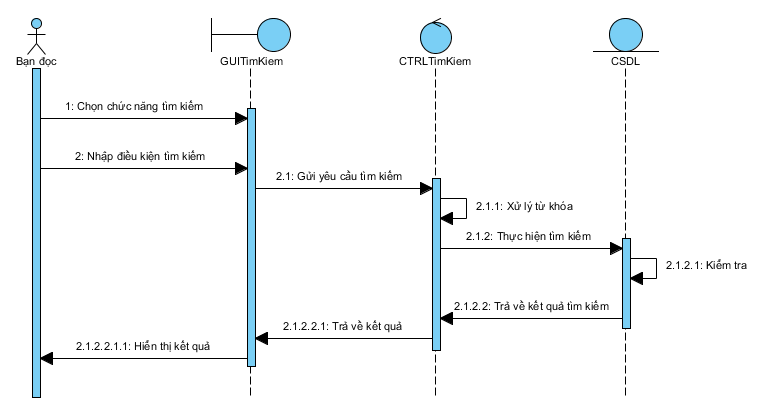 Bạn đọc
GUITimKiem
CTRLTimKiem
CSDL
1: Chọn chức năng tìm kiếm
2: Nhập điều kiện tìm kiếm
2.1: Gửi yêu cầu tìm kiếm
2.1.1: Xử lý từ khóa
2.1.2: Thực hiện tìm kiếm
2.1.2.1: Kiểm tra
2.1.2.2: Trả về kết quả tìm kiếm
2.1.2.2.1: Trả về kết quả
2.1.2.2.1.1: Hiển thị kết quả